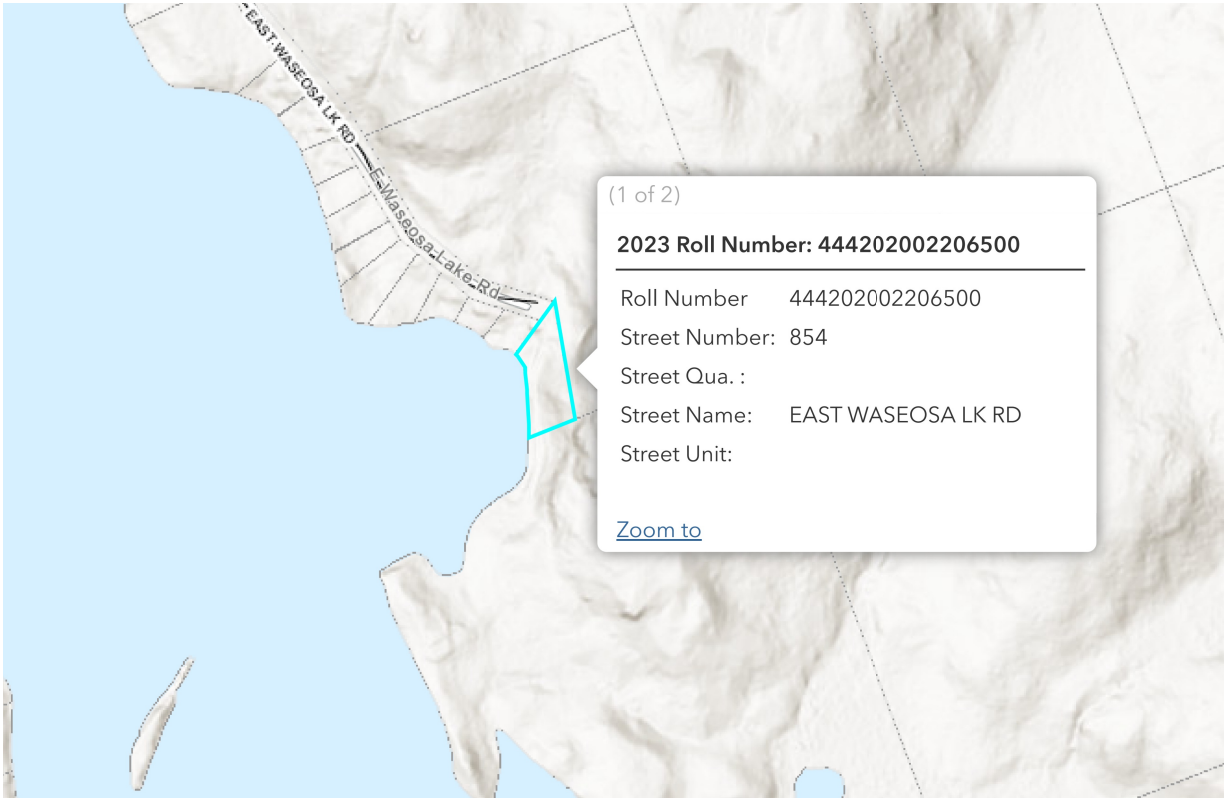 EAST WASEOSA LK RD
E Waseosa Lake Rd
(1 of 2)
2023 Roll Number: 444202002206500
Roll Number 444202002206500
Street Number: 854
Street Qua. :
Street Name: EAST WASEOSA LK RD
Street Unit:
Zoom to